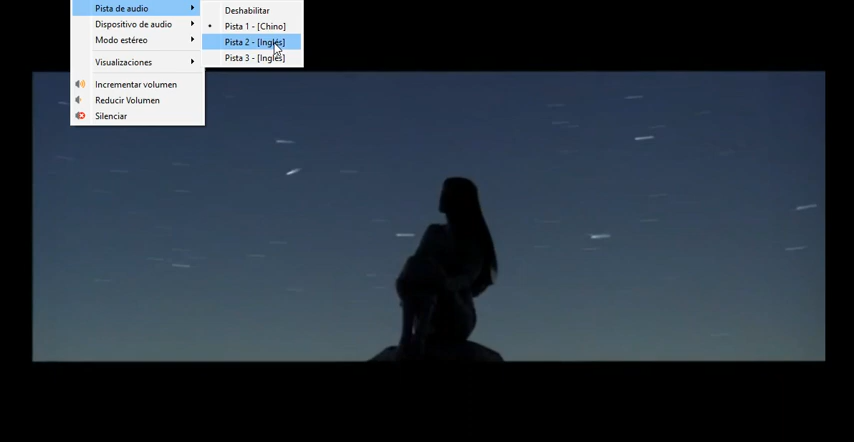 Pista de audio
Dispositivo de audio
Modo estéreo
Visualizaciones
Incrementar volumen
Reducir Volumen
Silenciar
Deshabilitar
Pista 1 - [Chino]
Pista 2 - [Inglés]
Pista 3 - [Inglés]